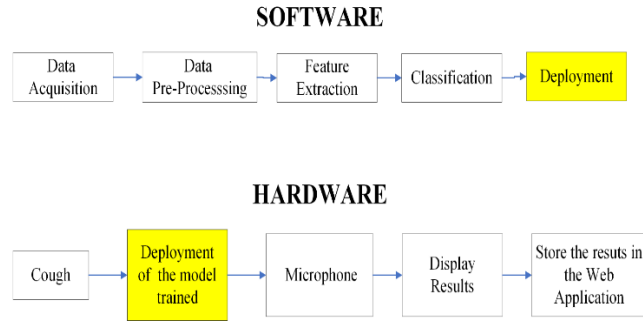 SOFTWARE
Data
Acquisition
Data
Pre-Processsing
Feature
Extraction
Classification
Deployment
HARDWARE
Cough
Deployment
of the model
trained
Microphone
Display
Results
Store the resuts in
the Web
Application